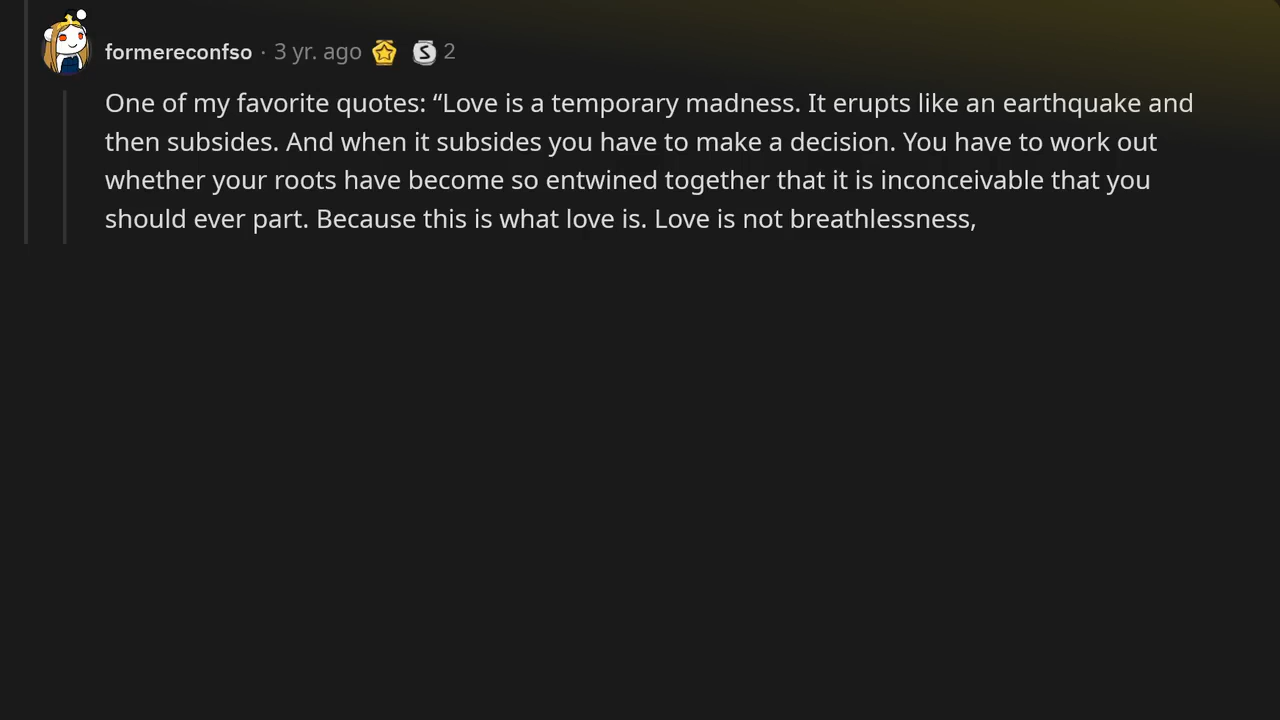 formereconfso · 3 yr. ago 2
One of my favorite quotes: “Love is a temporary madness. It erupts like an earthquake and
then subsides. And when it subsides you have to make a decision. You have to work out
whether your roots have become so entwined together that it is inconceivable that you
should ever part. Because this is what love is. Love is not breathlessness,